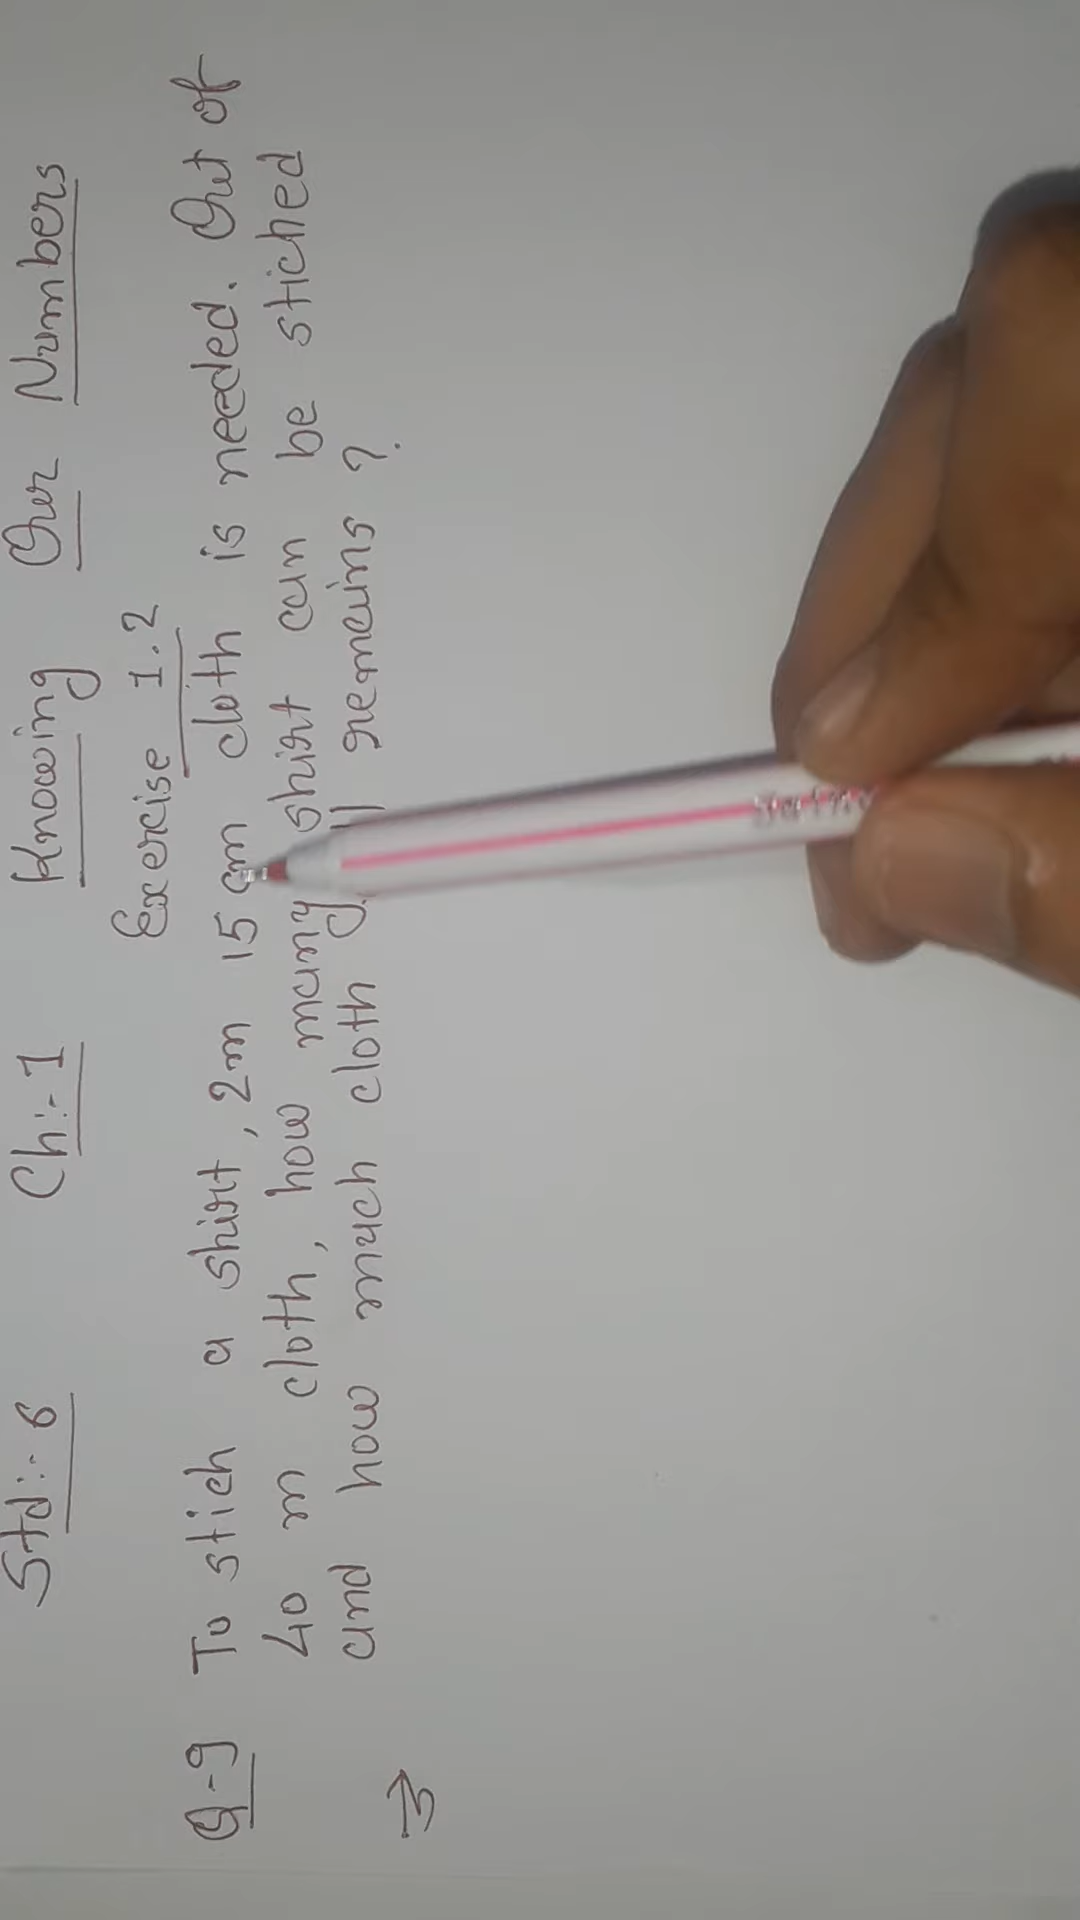 Std:- 6 Ch:- 1 Knowing Our Numbers
Exercise 1.2
Q-9 To stich a shirt, 2m 15 cm cloth is needed. Out of
40 m cloth, how many shirt can be stiched
and how much cloth remains ?
⇒